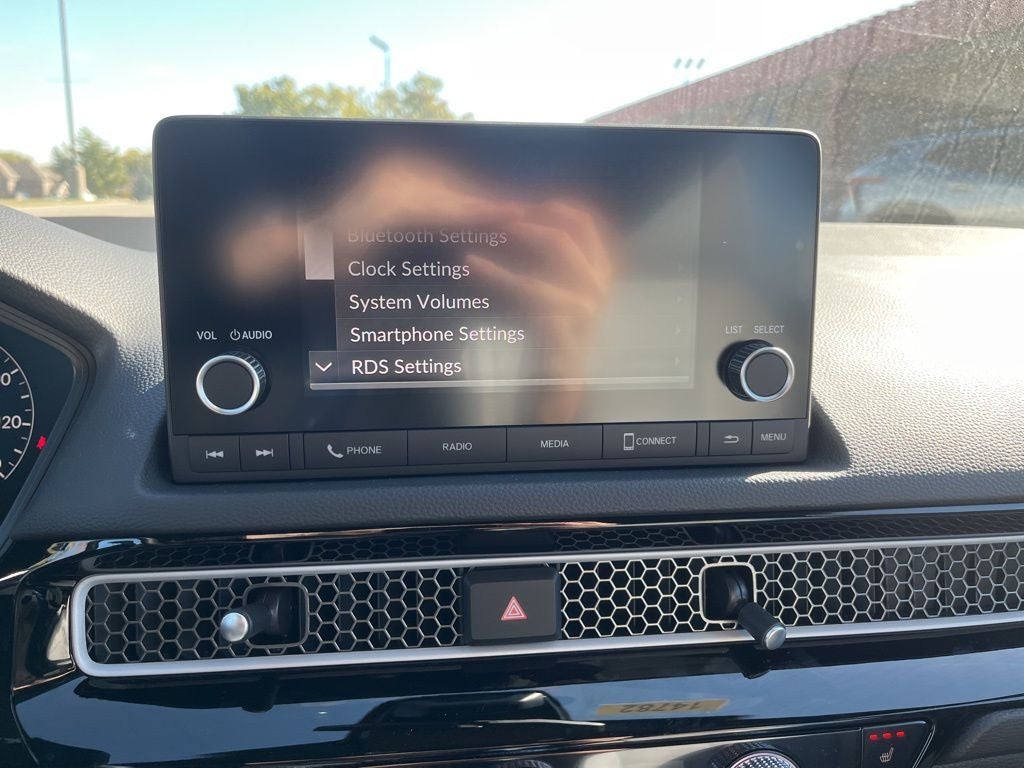 Bluetooth Settings
Clock Settings
System Volumes
Smartphone Settings
RDS Settings
VOL AUDIO
LIST SELECT
PHONE
RADIO
MEDIA
CONNECT
MENU
20
14782